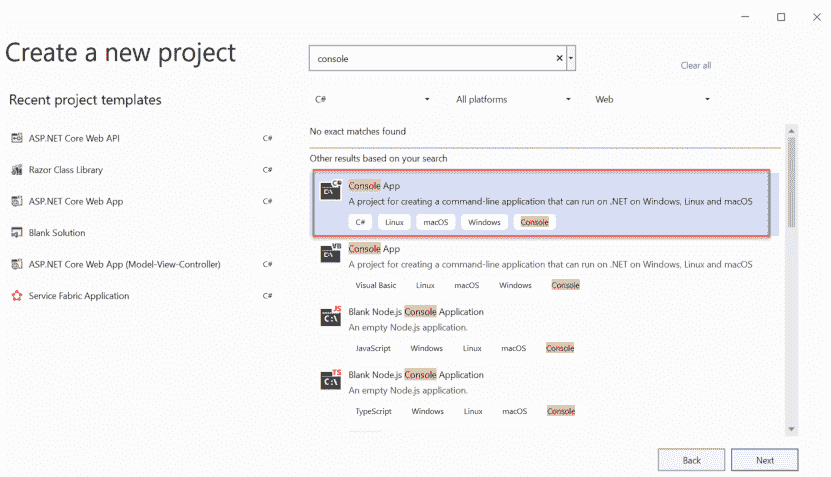 Create a new project
console
Clear all
Recent project templates
C#
All platforms
Web
ASP.NET Core Web API C#
Razor Class Library C#
ASP.NET Core Web App C#
Blank Solution
ASP.NET Core Web App (Model-View-Controller) C#
Service Fabric Application C#
No exact matches found
Other results based on your search
C#
C:\
Console App
A project for creating a command-line application that can run on .NET on Windows, Linux and macOS
C# Linux macOS Windows Console
VB
C:\
Console App
A project for creating a command-line application that can run on .NET on Windows, Linux and macOS
Visual Basic Linux macOS Windows Console
JS
C:\
Blank Node.js Console Application
An empty Node.js application.
JavaScript Windows Linux macOS Console
TS
C:\
Blank Node.js Console Application
An empty Node.js application.
TypeScript Windows Linux macOS Console
Back
Next